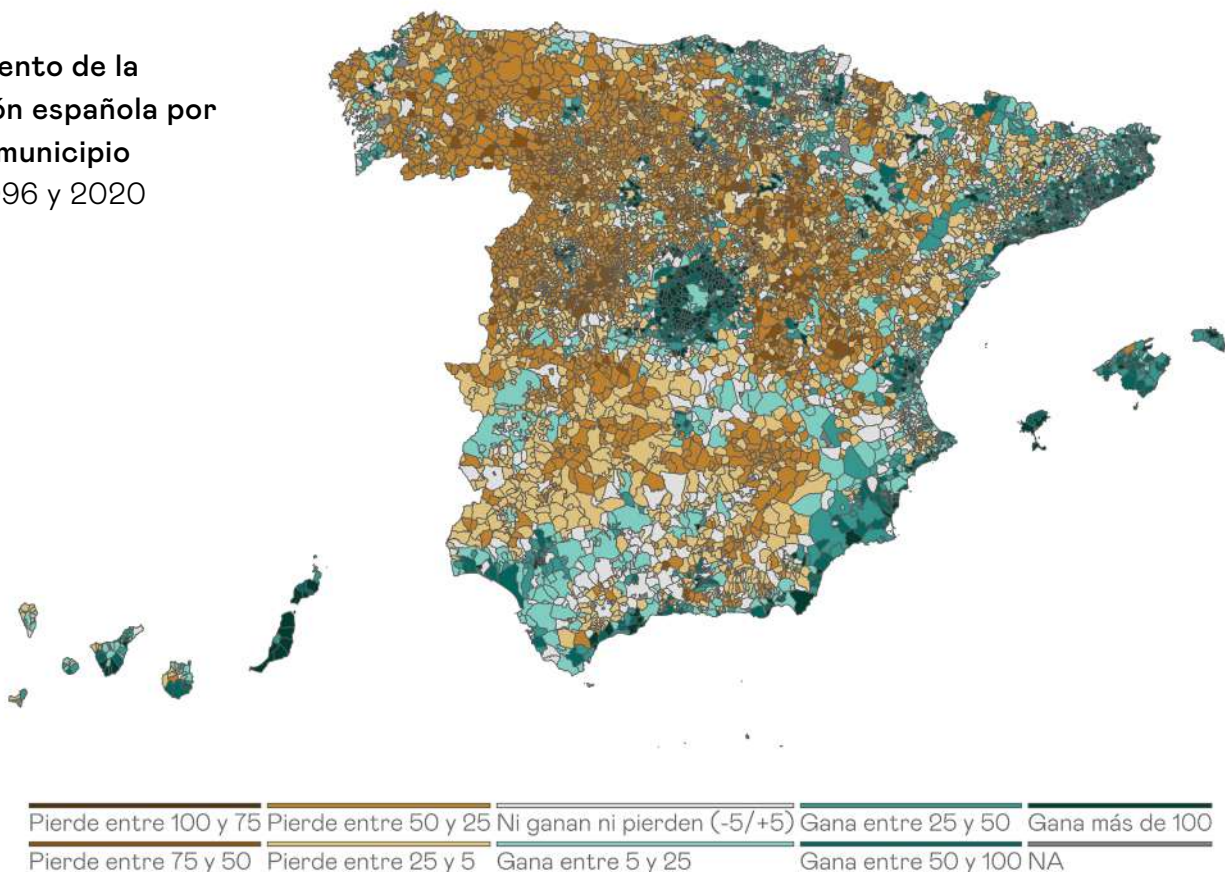 ento de la
ón española por
municipio
96 y 2020
Pierde entre 100 y 75
Pierde entre 50 y 25
Ni ganan ni pierden (-5/+5)
Gana entre 25 y 50
Gana más de 100
Pierde entre 75 y 50
Pierde entre 25 y 5
Gana entre 5 y 25
Gana entre 50 y 100
NA